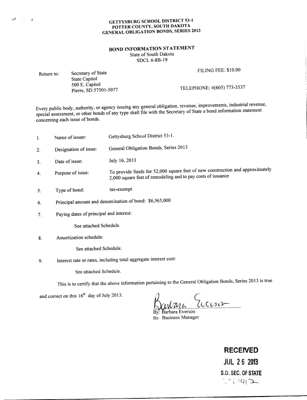 GETTYSBURG SCHOOL DISTRICT 53-1
POTTER COUNTY, SOUTH DAKOTA
GENERAL OBLIGATION BONDS, SERIES 2013
BOND INFORMATION STATEMENT
State of South Dakota
SDCL 6-8B-19
Return to: Secretary of State FILING FEE: $10.00
State Capitol
500 E. Capitol
Pierre, SD 57501-5077 TELEPHONE: #(605) 773-3537
Every public body, authority, or agency issuing any general obligation, revenue, improvement, industrial revenue,
special assessment, or other bonds of any type shall file with the Secretary of State a bond information statement
concerning each issue of bonds.
1. Name of issuer: Gettysburg School District 53-1.
2. Designation of issue: General Obligation Bonds, Series 2013
3. Date of issue: July 16, 2013
4. Purpose of issue: To provide funds for 52,000 square feet of new construction and approximately
2,000 square feet of remodeling and to pay costs of issuance
5. Type of bond: tax-exempt
6. Principal amount and denomination of bond: $6,565,000
7. Paying dates of principal and interest:
See attached Schedule.
8. Amortization schedule:
See attached Schedule.
9. Interest rate or rates, including total aggregate interest cost:
See attached Schedule.
This is to certify that the above information pertaining to the General Obligation Bonds, Series 2013 is true
and correct on this 16th day of July 2013.
Barbara Everson
By: Barbara Everson
Its: Business Manager
RECEIVED
JUL 26 2013
S.D. SEC. OF STATE